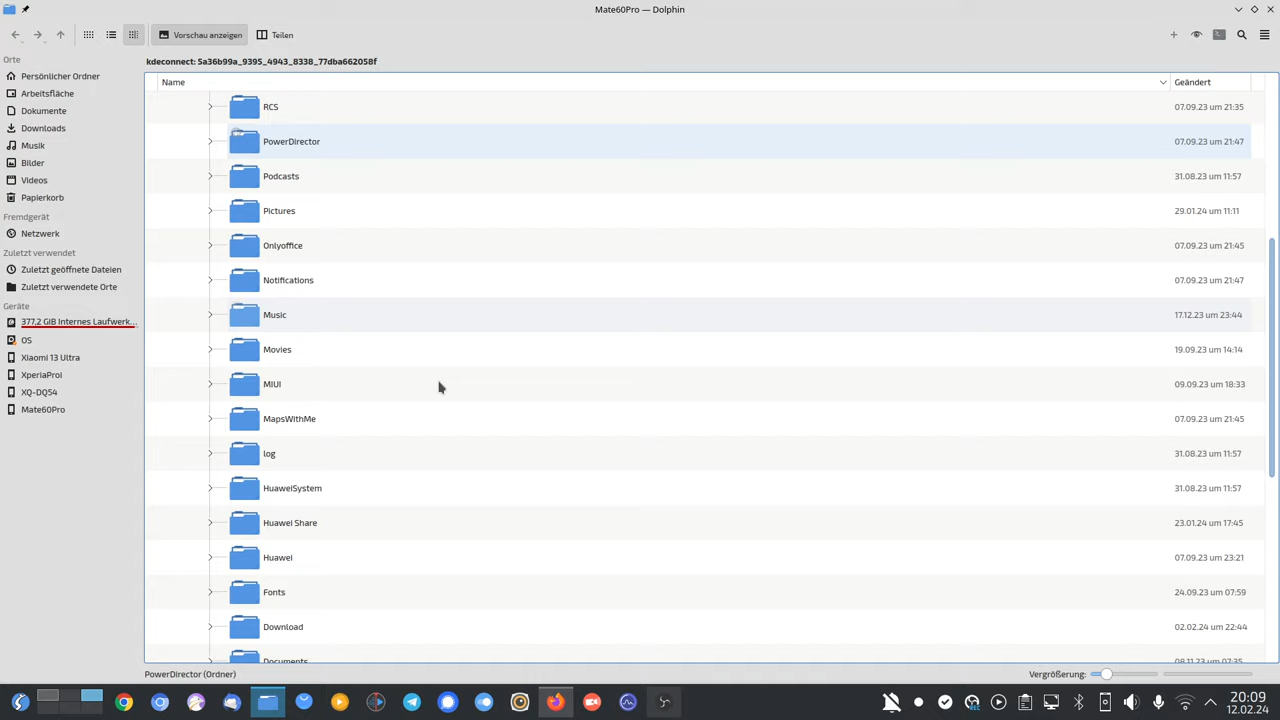 Mate60Pro — Dolphin
Vorschau anzeigen
Teilen
Orte
Persönlicher Ordner
Arbeitsfläche
Dokumente
Downloads
Musik
Bilder
Videos
Papierkorb
Fremdgerät
Netzwerk
Zuletzt verwendet
Zuletzt geöffnete Dateien
Zuletzt verwendete Orte
Geräte
377,2 GiB Internes Laufwerk...
OS
Xiaomi 13 Ultra
XperiaProI
XQ-DQ54
Mate60Pro
kdeconnect: 5a36b99a_9395_4943_8338_77dba662058f
Name Geändert
RCS 07.09.23 um 21:35
PowerDirector 07.09.23 um 21:47
Podcasts 31.08.23 um 11:57
Pictures 29.01.24 um 11:11
Onlyoffice 07.09.23 um 21:45
Notifications 07.09.23 um 21:47
Music 17.12.23 um 23:44
Movies 19.09.23 um 14:14
MIUI 09.09.23 um 18:33
MapsWithMe 07.09.23 um 21:45
log 31.08.23 um 11:57
HuaweiSystem 31.08.23 um 11:57
Huawei Share 23.01.24 um 17:45
Huawei 07.09.23 um 23:21
Fonts 24.09.23 um 07:59
Download 02.02.24 um 22:44
Documents 08.11.23 um 07:35
PowerDirector (Ordner)
Vergrößerung:
20:09
12.02.24